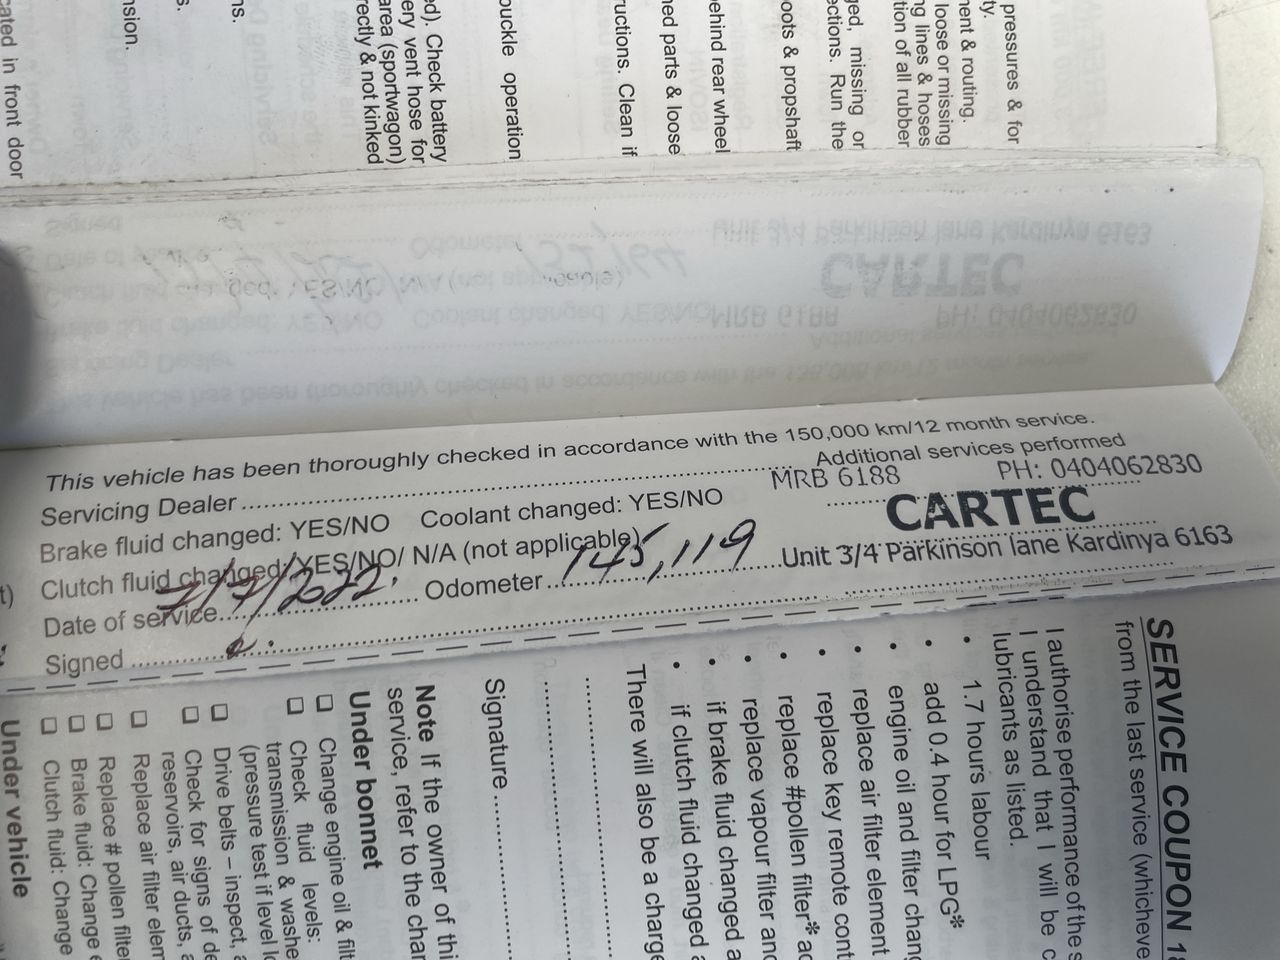 pressures & for
ty.
nent & routing.
loose or missing
ng lines & hoses
tion of all rubber
ged, missing or
ections. Run the
oots & propshaft
behind rear wheel
ned parts & loose
ructions. Clean if
buckle operation
ed). Check battery
ery vent hose for
area (sportwagon)
rectly & not kinked
ns.
s.
nsion.
cated in front door
This vehicle has been thoroughly checked in accordance with the 150,000 km/12 month service.
Servicing Dealer
Additional services performed
MRB 6188 PH: 0404062830
Brake fluid changed: YES/NO Coolant changed: YES/NO
CARTEC
Clutch fluid changed: YES/NO/ N/A (not applicable)
Unit 3/4 Parkinson lane Kardinya 6163
Date of service 7/7/2022 Odometer 145,119
Signed
SERVICE COUPON 1
from the last service (whicheve
I authorise performance of the s
I understand that I will be c
lubricants as listed.
• 1.7 hours labour
• add 0.4 hour for LPG*
• engine oil and filter chan
• replace air filter element
• replace key remote cont
• replace #pollen filter* ac
• replace vapour filter and
• if brake fluid changed a
• if clutch fluid changed a
There will also be a charge
Signature
Note If the owner of thi
service, refer to the char
Under bonnet
❑ Change engine oil & filt
❑ Check fluid levels:
transmission & washe
(pressure test if level lo
❑ Drive belts – inspect, a
❑ Check for signs of de
reservoirs, air ducts, a
❑ Replace air filter elem
❑ Replace # pollen filter
❑ Brake fluid: Change e
❑ Clutch fluid: Change
Under vehicle